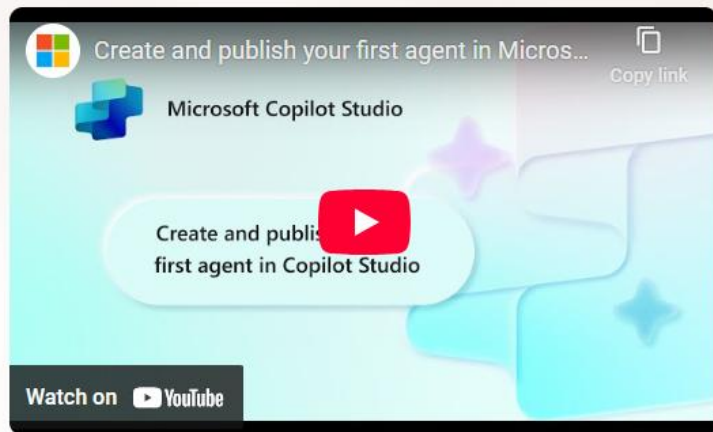 Create and publish your first agent in Micros...
Copy link
Microsoft Copilot Studio
Create and publis
first agent in Copilot Studio
Watch on YouTube